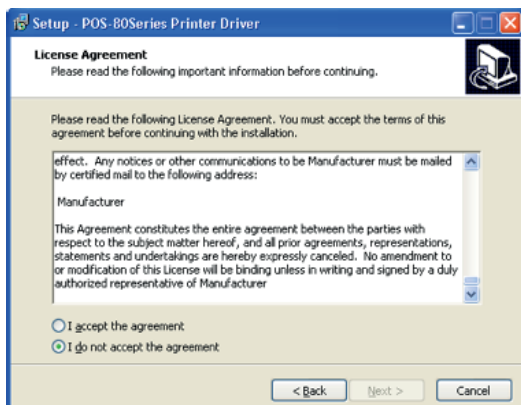 Setup - POS-80Series Printer Driver
License Agreement
Please read the following important information before continuing.
Please read the following License Agreement. You must accept the terms of this
agreement before continuing with the installation.
effect. Any notices or other communications to be Manufacturer must be mailed
by certified mail to the following address:
Manufacturer
This Agreement constitutes the entire agreement between the parties with
respect to the subject matter hereof, and all prior agreements, representations,
statements and undertakings are hereby expressly canceled. No amendment to
or modification of this License will be binding unless in writing and signed by a duly
authorized representative of Manufacturer
I accept the agreement
I do not accept the agreement
< Back Next > Cancel